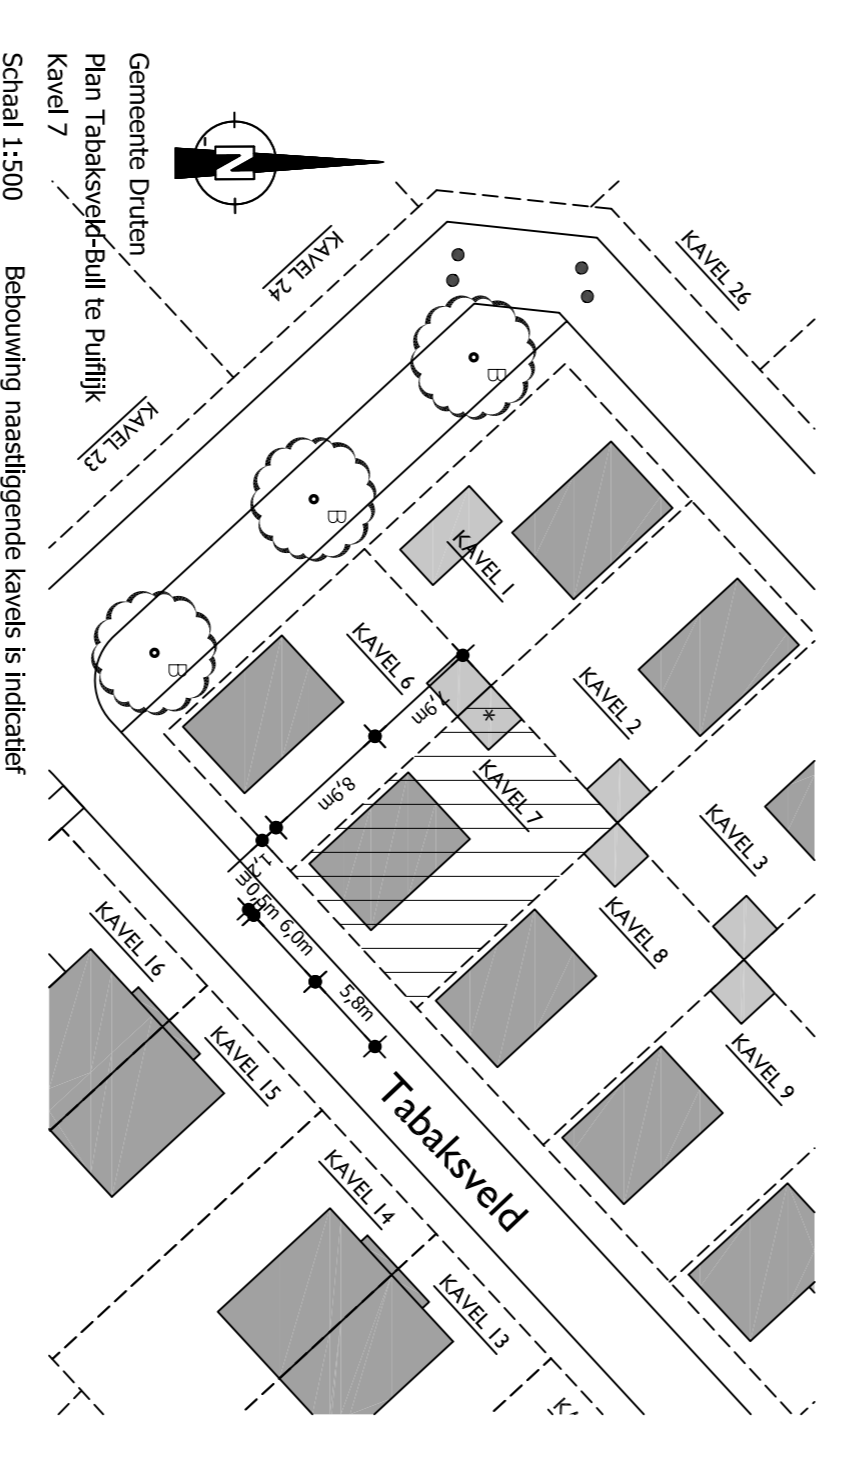 Gemeente Druten
Plan Tabaksveld-Bull te Puiflijk
Kavel 7
Schaal 1:500 Bebouwing naastliggende kavels is indicatief
N
KAVEL 24
KAVEL 26
KAVEL 23
B
B
B
KAVEL 1
KAVEL 6
KAVEL 2
7,9m
*
KAVEL 7
8,9m
KAVEL 3
1,2m
0,5m
6,0m
5,8m
KAVEL 8
KAVEL 16
KAVEL 15
KAVEL 9
Tabaksveld
KAVEL 14
KAVEL 13